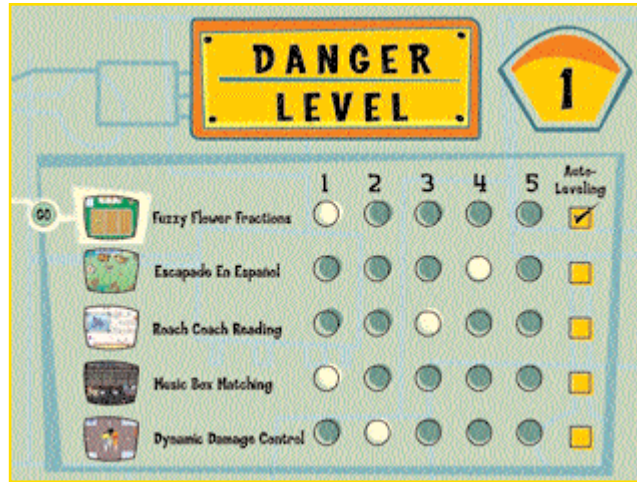 DANGER
LEVEL
1
1 2 3 4 5 Auto-
Leveling
GO Fuzzy Flower Fractions
Escapade En Español
Roach Coach Reading
Music Box Matching
Dynamic Damage Control